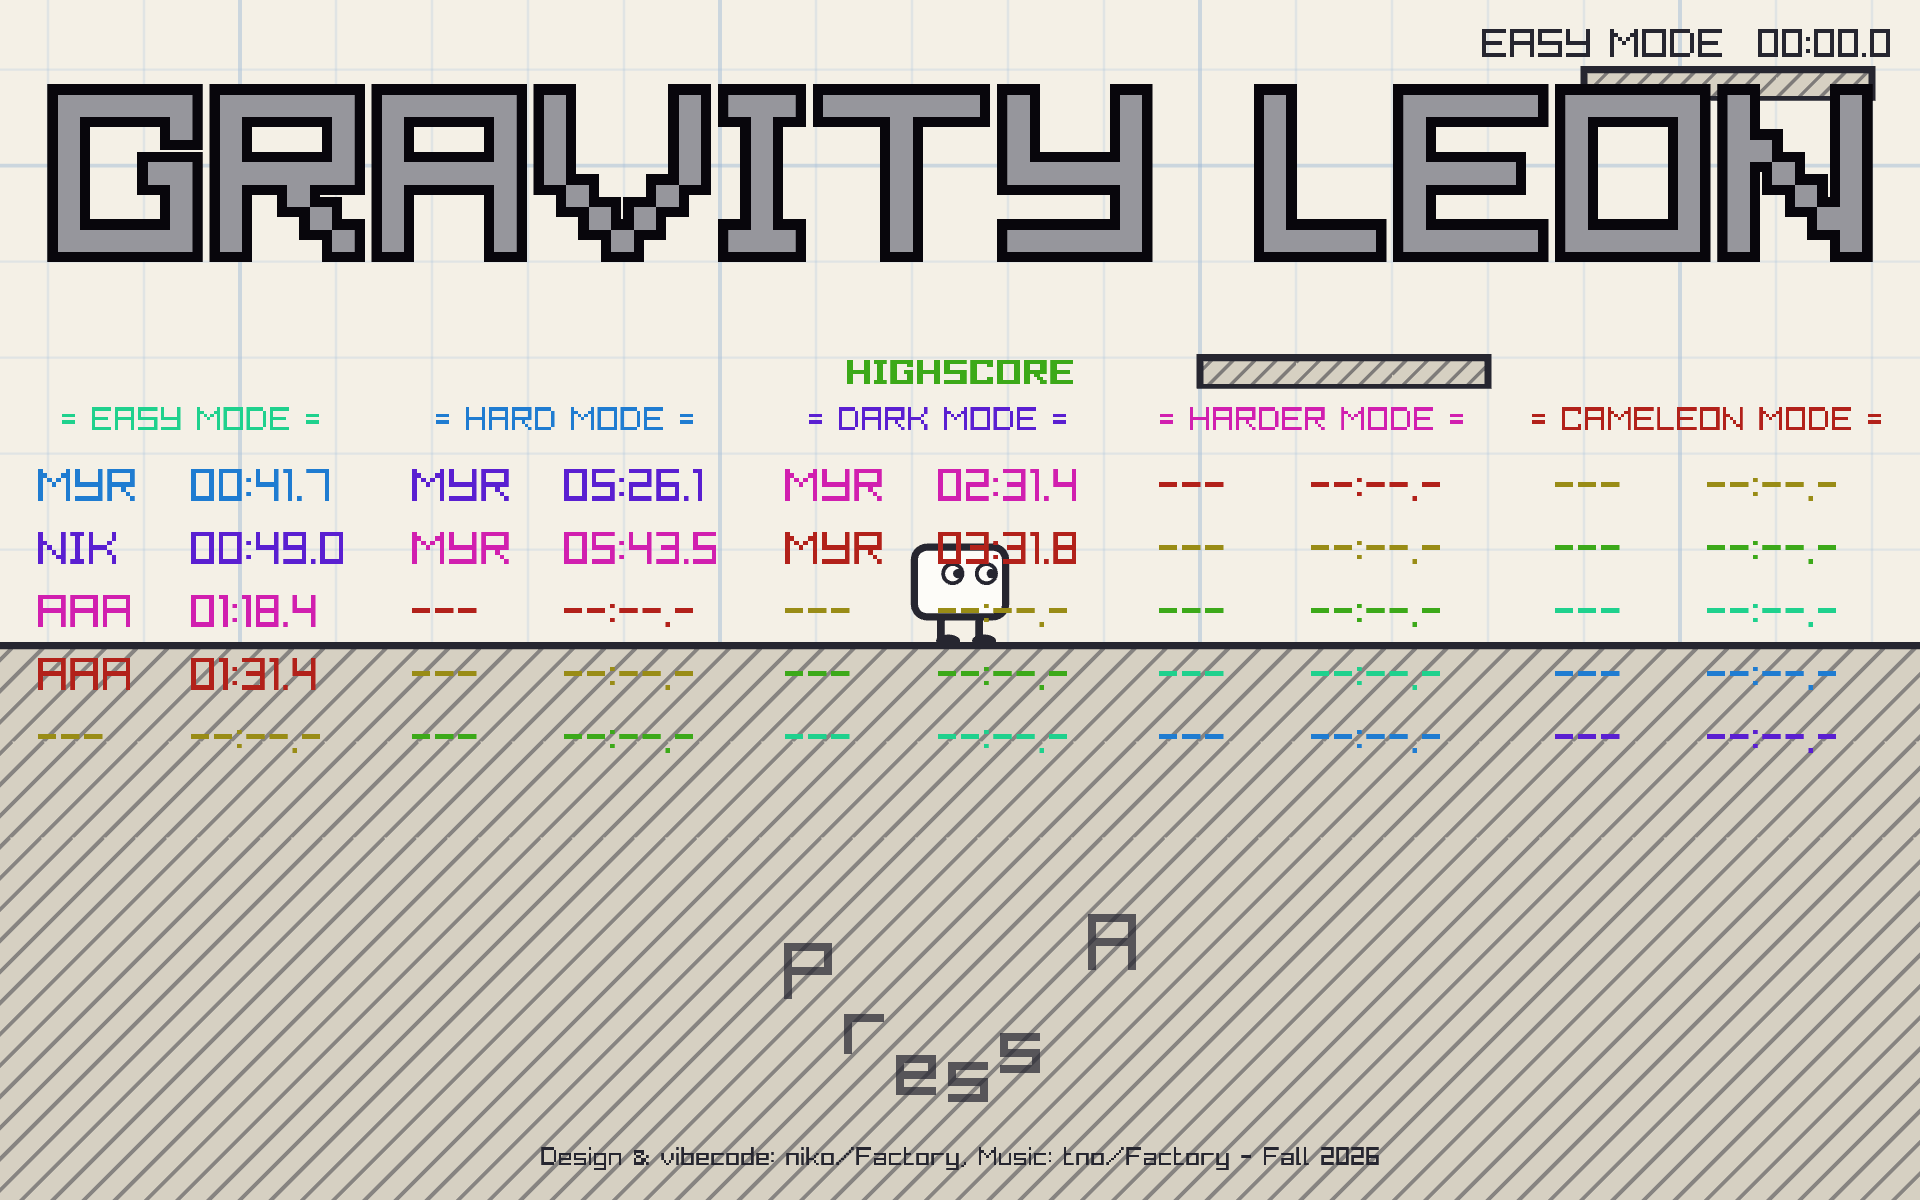 EASY MODE 00:00.0
GRAVITY LEON
HIGHSCORE
= EASY MODE = = HARD MODE = = DARK MODE = = HARDER MODE = = CAMELEON MODE =
MYR 00:41.7 MYR 05:26.1 MYR 02:31.4 --- --:--.- --- --:--.-
NIK 00:49.0 MYR 05:43.5 MYR 03:31.8 --- --:--.- --- --:--.-
AAA 01:18.4 --- --:--.- --- --:--.- --- --:--.- --- --:--.-
AAA 01:31.4 --- --:--.- --- --:--.- --- --:--.- --- --:--.-
--- --:--.- --- --:--.- --- --:--.- --- --:--.- --- --:--.-
Press A
Design & vibecode: niko/Factory, Music: tno/Factory - Fall 2026